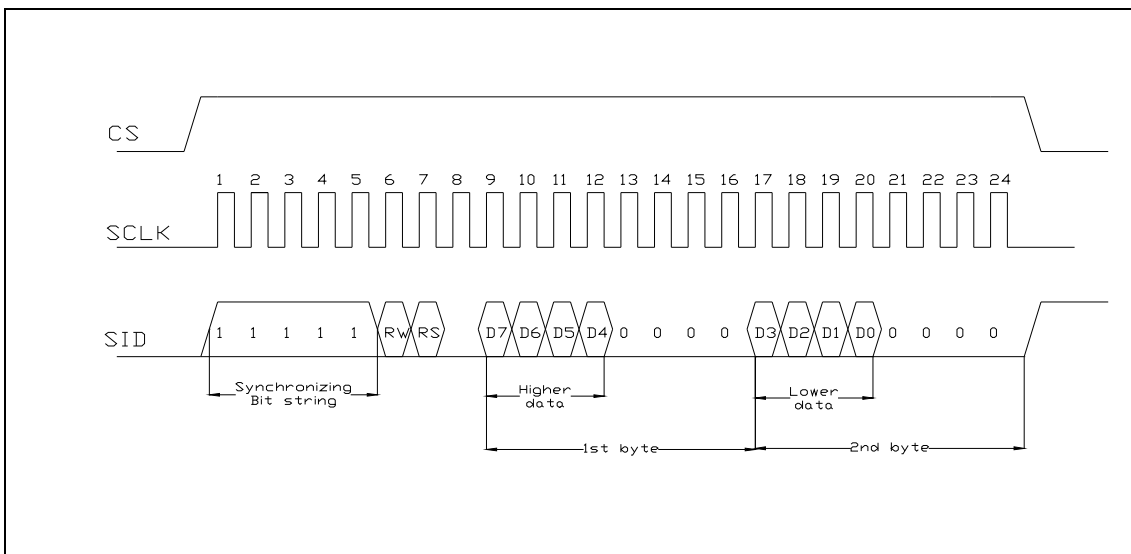 CS
1 2 3 4 5 6 7 8 9 10 11 12 13 14 15 16 17 18 19 20 21 22 23 24
SCLK
SID 1 1 1 1 1 RW RS D7 D6 D5 D4 0 0 0 0 D3 D2 D1 D0 0 0 0 0
Synchronizing
Bit string
Higher
data
Lower
data
1st byte
2nd byte